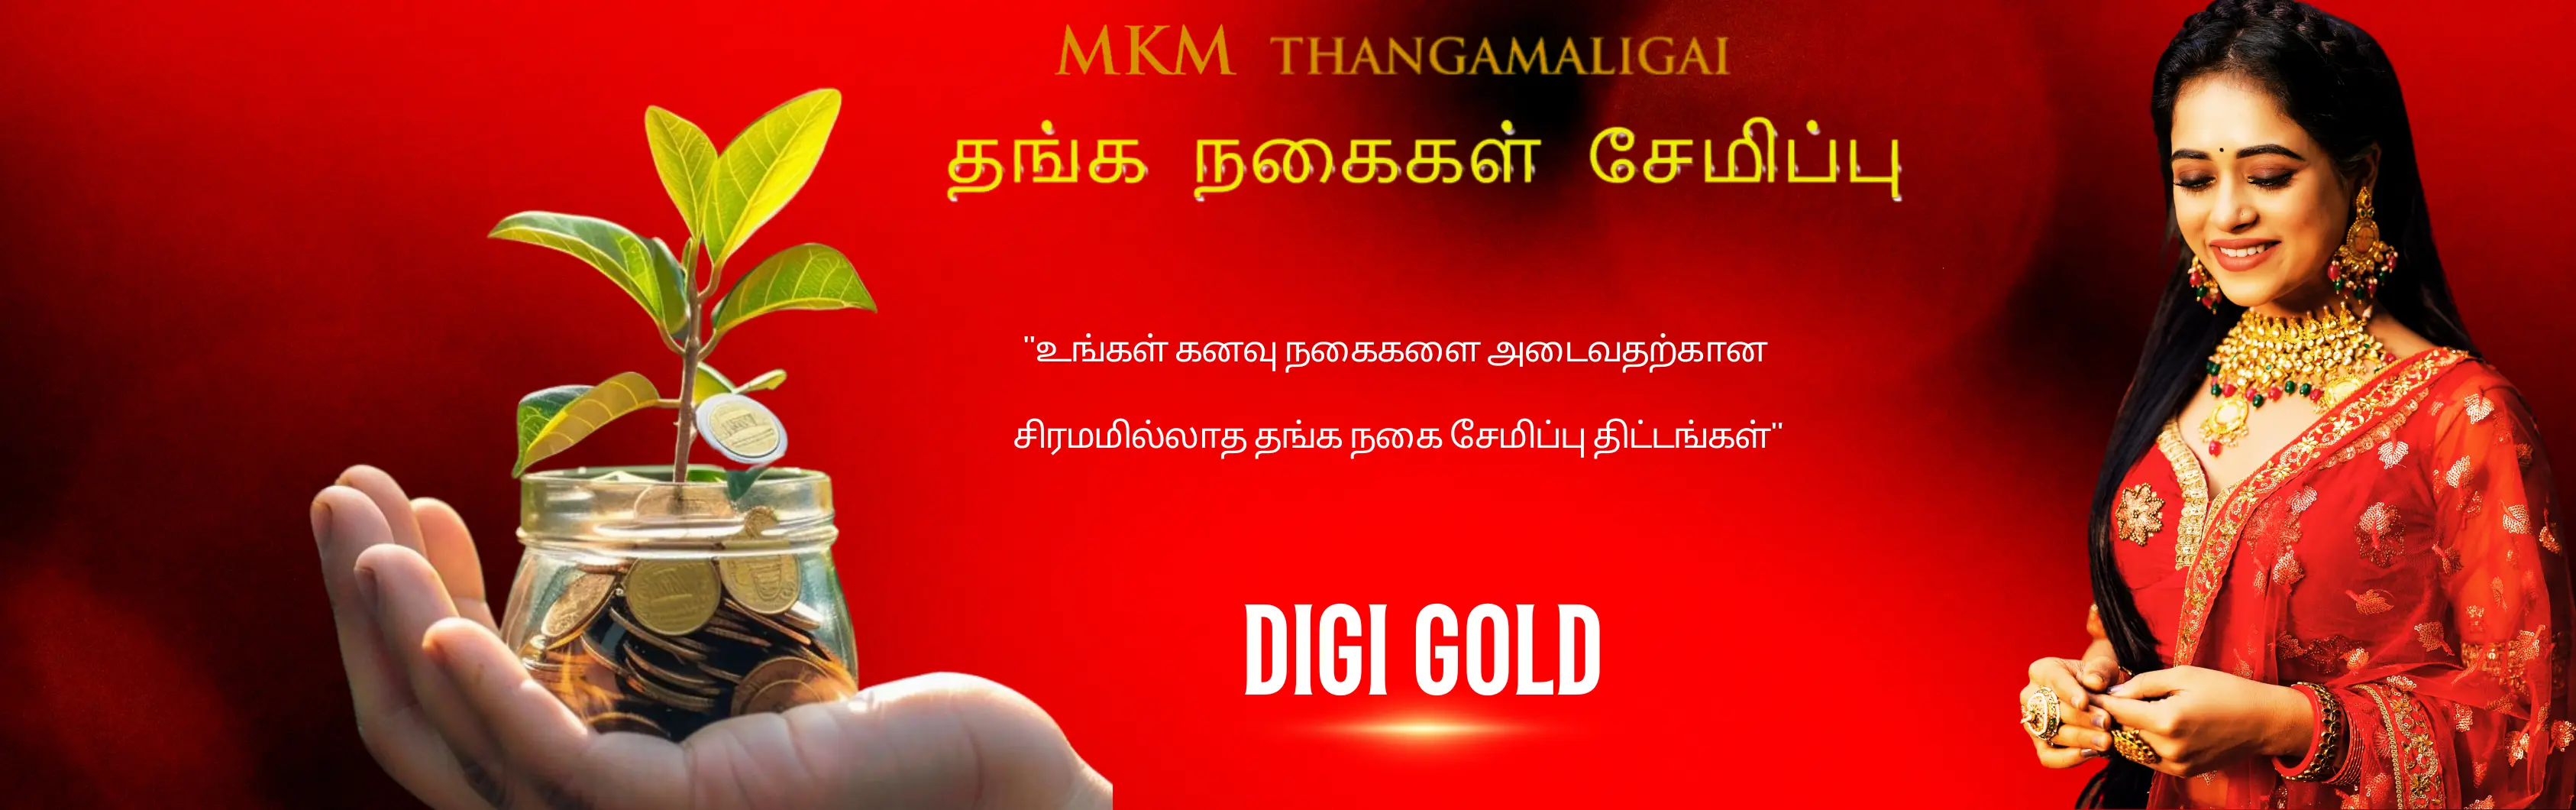 MKM THANGAMALIGAI
தங்க நகைகள் சேமிப்பு
"உங்கள் கனவு நகைகளை அடைவதற்கான
சிரமமில்லாத தங்க நகை சேமிப்பு திட்டங்கள்"
DIGI GOLD